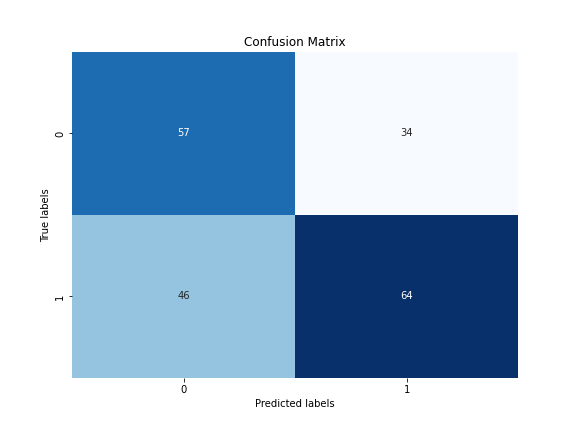 Confusion Matrix
0
57
34
True labels
1
46
64
0
1
Predicted labels